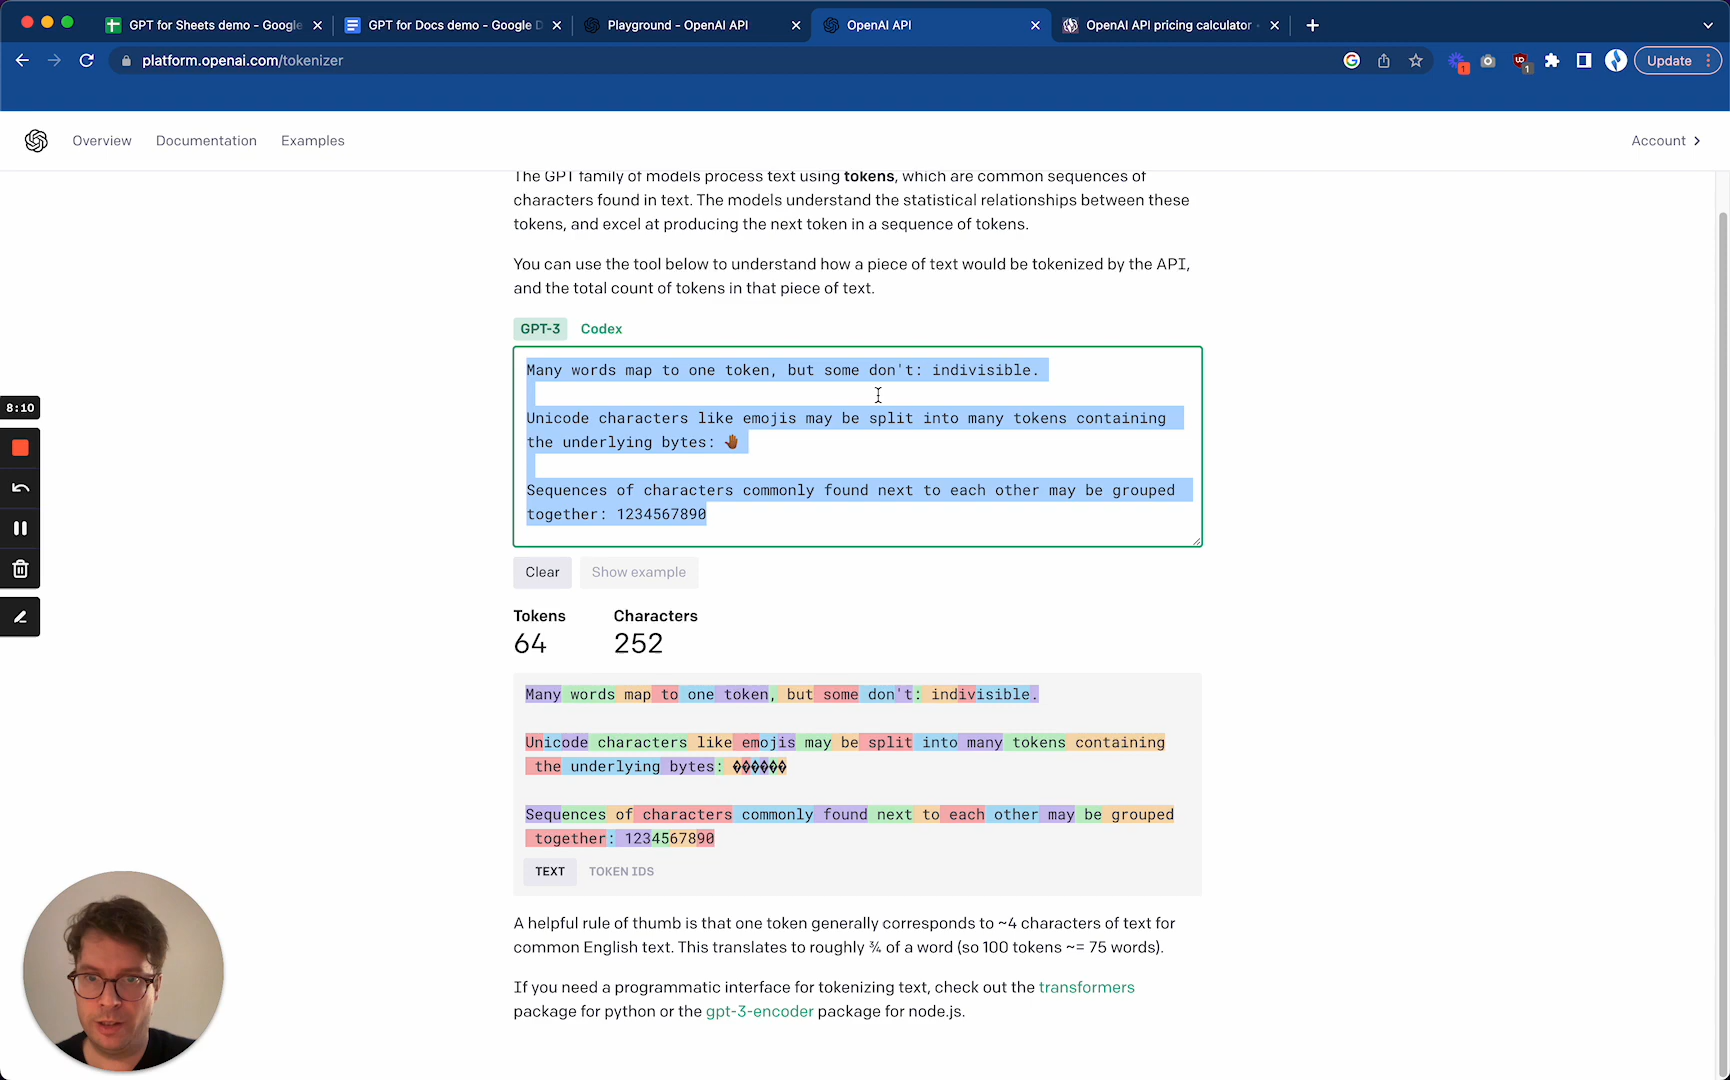 GPT for Sheets demo - Google
GPT for Docs demo - Google D
Playground - OpenAI API
OpenAI API
OpenAI API pricing calculator
platform.openai.com/tokenizer
1
1
Update
Overview
Documentation
Examples
Account
The GPT family of models process text using tokens, which are common sequences of
characters found in text. The models understand the statistical relationships between these
tokens, and excel at producing the next token in a sequence of tokens.
You can use the tool below to understand how a piece of text would be tokenized by the API,
and the total count of tokens in that piece of text.
GPT-3 Codex
Many words map to one token, but some don't: indivisible.
Unicode characters like emojis may be split into many tokens containing
the underlying bytes: 🤚🏾
Sequences of characters commonly found next to each other may be grouped
together: 1234567890
8:10
Clear Show example
Tokens Characters
64 252
Many words map to one token, but some don't: indivisible.
Unicode characters like emojis may be split into many tokens containing
the underlying bytes: ������
Sequences of characters commonly found next to each other may be grouped
together: 1234567890
TEXT TOKEN IDS
A helpful rule of thumb is that one token generally corresponds to ~4 characters of text for
common English text. This translates to roughly ¾ of a word (so 100 tokens ~= 75 words).
If you need a programmatic interface for tokenizing text, check out the transformers
package for python or the gpt-3-encoder package for node.js.